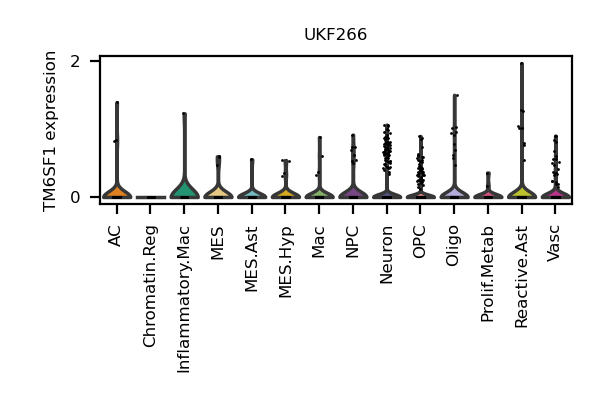 UKF266
TM6SF1 expression
2
0
AC
Chromatin.Reg
Inflammatory.Mac
MES
MES.Ast
MES.Hyp
Mac
NPC
Neuron
OPC
Oligo
Prolif.Metab
Reactive.Ast
Vasc